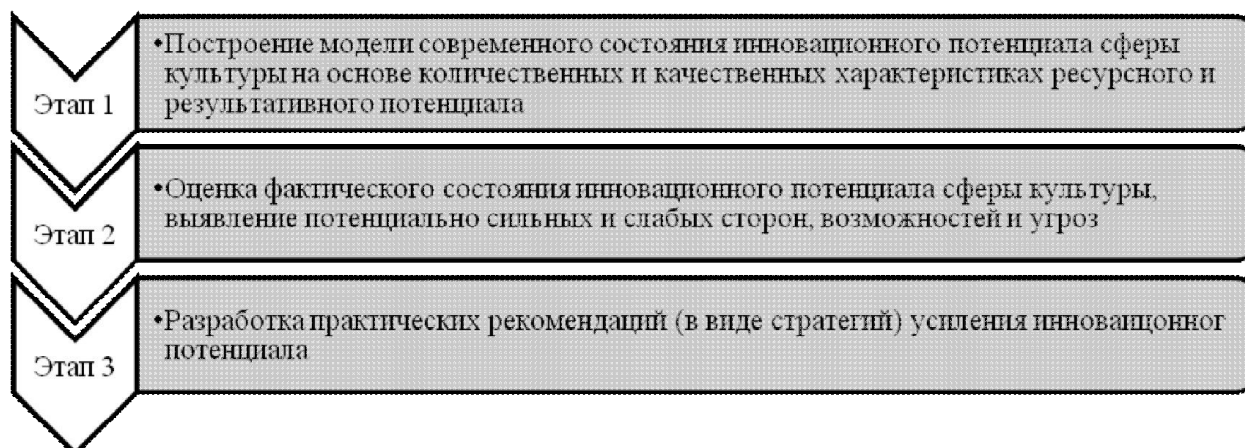 Этап 1
•Построение модели современного состояния инновационного потенциала сферы
культуры на основе количественных и качественных характеристиках ресурсного и
результативного потенциала
Этап 2
•Оценка фактического состояния инновационного потенциала сферы культуры,
выявление потенциально сильных и слабых сторон, возможностей и угроз
Этап 3
•Разработка практических рекомендаций (в виде стратегий) усиления инноваицонног
потенциала